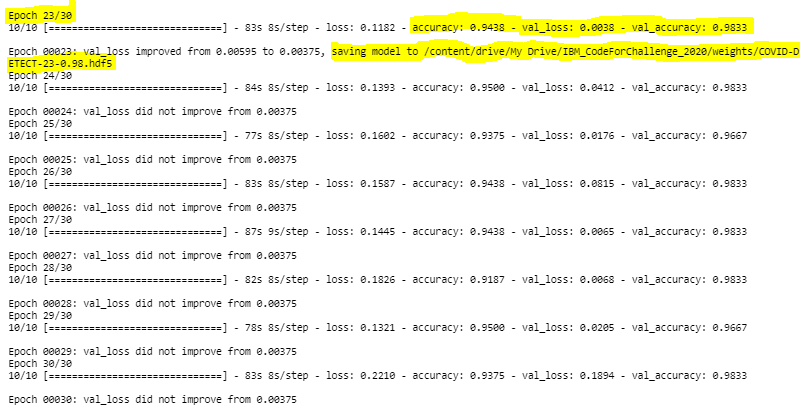 Epoch 23/30
10/10 [==============================] - 83s 8s/step - loss: 0.1182 - accuracy: 0.9438 - val_loss: 0.0038 - val_accuracy: 0.9833
Epoch 00023: val_loss improved from 0.00595 to 0.00375, saving model to /content/drive/My Drive/IBM_CodeForChallenge_2020/weights/COVID-D
ETECT-23-0.98.hdf5
Epoch 24/30
10/10 [==============================] - 84s 8s/step - loss: 0.1393 - accuracy: 0.9500 - val_loss: 0.0412 - val_accuracy: 0.9833
Epoch 00024: val_loss did not improve from 0.00375
Epoch 25/30
10/10 [==============================] - 77s 8s/step - loss: 0.1602 - accuracy: 0.9375 - val_loss: 0.0176 - val_accuracy: 0.9667
Epoch 00025: val_loss did not improve from 0.00375
Epoch 26/30
10/10 [==============================] - 83s 8s/step - loss: 0.1587 - accuracy: 0.9438 - val_loss: 0.0815 - val_accuracy: 0.9833
Epoch 00026: val_loss did not improve from 0.00375
Epoch 27/30
10/10 [==============================] - 87s 9s/step - loss: 0.1445 - accuracy: 0.9438 - val_loss: 0.0065 - val_accuracy: 0.9833
Epoch 00027: val_loss did not improve from 0.00375
Epoch 28/30
10/10 [==============================] - 82s 8s/step - loss: 0.1826 - accuracy: 0.9187 - val_loss: 0.0068 - val_accuracy: 0.9833
Epoch 00028: val_loss did not improve from 0.00375
Epoch 29/30
10/10 [==============================] - 78s 8s/step - loss: 0.1321 - accuracy: 0.9500 - val_loss: 0.0205 - val_accuracy: 0.9667
Epoch 00029: val_loss did not improve from 0.00375
Epoch 30/30
10/10 [==============================] - 83s 8s/step - loss: 0.2210 - accuracy: 0.9375 - val_loss: 0.1894 - val_accuracy: 0.9833
Epoch 00030: val_loss did not improve from 0.00375